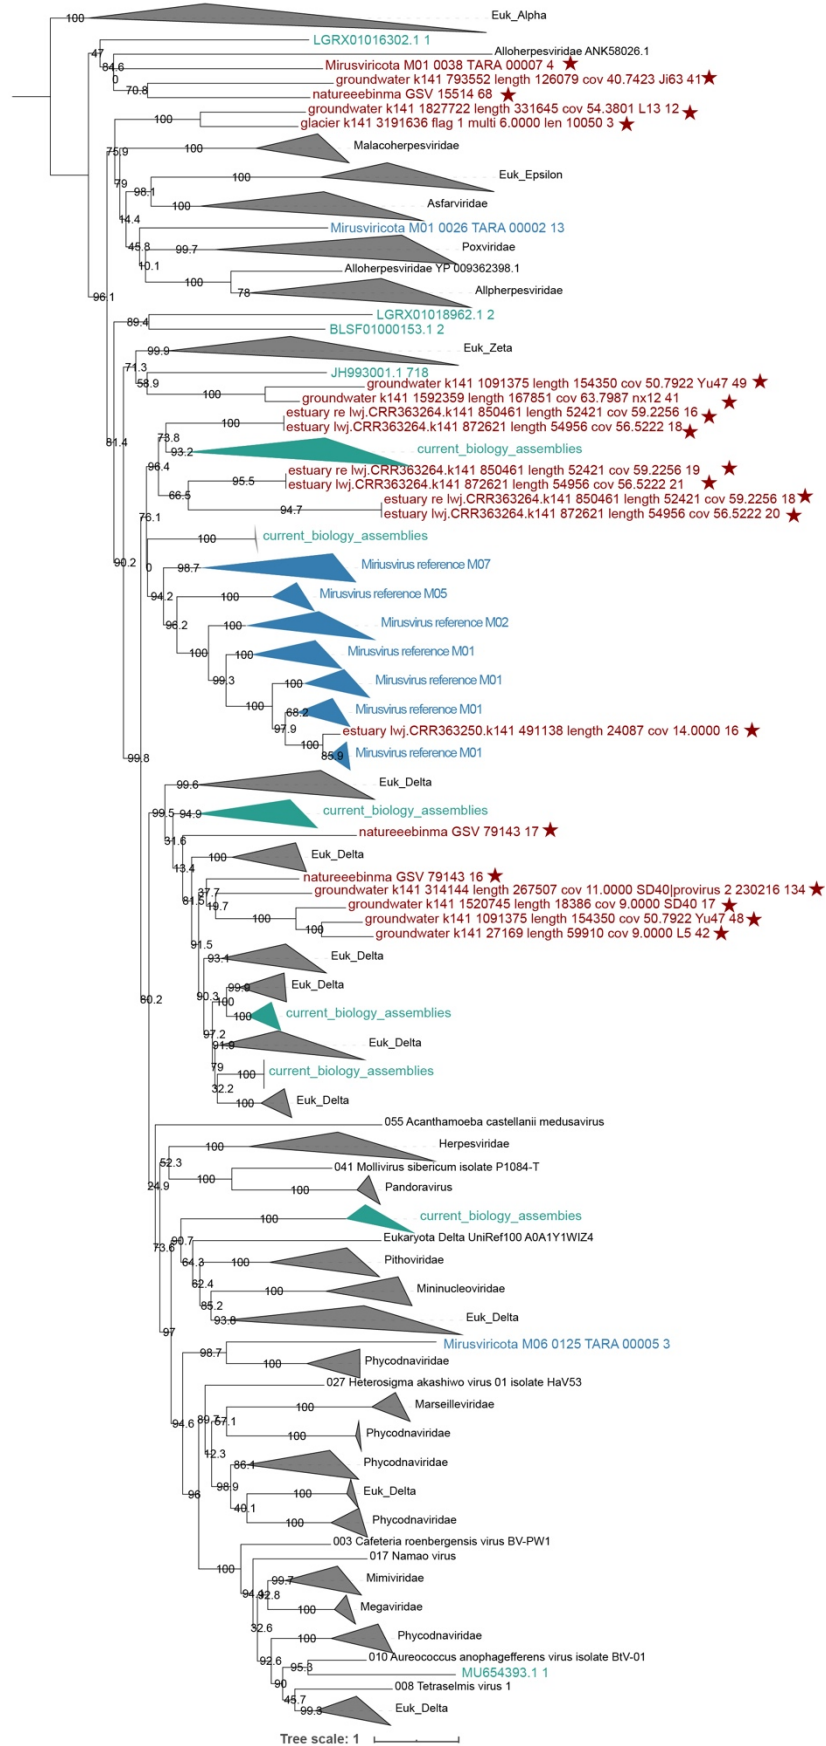 Euk_Alpha
100
LGRX01016302.1 1
47
Alloherpesviridae ANK58026.1
84.6
Mirusviricota M01 0038 TARA 00007 4
0
groundwater k141 793552 length 126079 cov 40.7423 Ji63 41
70.8
natureeebinma GSV 15514 68
groundwater k141 1827722 length 331645 cov 54.3801 L13 12
100
glacier k141 3191636 flag 1 multi 6.0000 len 10050 3
75.9
100
Malacoherpesviridae
79
100
Euk_Epsilon
98.1
100
Asfarviridae
14.4
Mirusviricota M01 0026 TARA 00002 13
45.8
99.7
Poxviridae
10.1
Alloherpesviridae YP 009362398.1
100
78
Allpherpesviridae
96.1
LGRX01018962.1 2
89.4
BLSF01000153.1 2
99.9
Euk_Zeta
71.3
JH993001.1 718
58.9
groundwater k141 1091375 length 154350 cov 50.7922 Yu47 49
100
groundwater k141 1592359 length 167851 cov 63.7987 nx12 41
estuary re lwj.CRR363264.k141 850461 length 52421 cov 59.2256 16
100
estuary lwj.CRR363264.k141 872621 length 54956 cov 56.5222 18
81.4
73.8
93.2
current_biology_assemblies
96.4
estuary re lwj.CRR363264.k141 850461 length 52421 cov 59.2256 19
95.5
estuary lwj.CRR363264.k141 872621 length 54956 cov 56.5222 21
66.5
estuary re lwj.CRR363264.k141 850461 length 52421 cov 59.2256 18
94.7
estuary lwj.CRR363264.k141 872621 length 54956 cov 56.5222 20
76.1
100
current_biology_assemblies
90.2
0
98.7
Miriusvirus reference M07
94.2
100
Mirusvirus reference M05
96.2
100
Mirusvirus reference M02
100
100
Mirusvirus reference M01
99.3
100
Mirusvirus reference M01
100
68.2
Mirusvirus reference M01
97.9
estuary lwj.CRR363250.k141 491138 length 24087 cov 14.0000 16
100
85.9
Mirusvirus reference M01
99.8
99.6
Euk_Delta
99.5
94.9
current_biology_assemblies
natureeebinma GSV 79143 17
31.6
100
Euk_Delta
13.4
natureeebinma GSV 79143 16
37.7
groundwater k141 314144 length 267507 cov 11.0000 SD40|provirus 2 230216 134
81.5
19.7
groundwater k141 1520745 length 18386 cov 9.0000 SD40 17
100
groundwater k141 1091375 length 154350 cov 50.7922 Yu47 48
100
groundwater k141 27169 length 59910 cov 9.0000 L5 42
91.5
93.4
Euk_Delta
99.9
Euk_Delta
90.3
100
100
current_biology_assemblies
80.2
97.2
91.9
Euk_Delta
79
100
current_biology_assemblies
32.2
100
Euk_Delta
055 Acanthamoeba castellanii medusavirus
100
Herpesviridae
52.3
041 Mollivirus sibericum isolate P1084-T
100
24.9
100
Pandoravirus
100
current_biology_assembies
73.6
90.7
Eukaryota Delta UniRef100 A0A1Y1WIZ4
64.3
100
Pithoviridae
62.4
100
Mininucleoviridae
85.2
93.8
Euk_Delta
97
Mirusviricota M06 0125 TARA 00005 3
98.7
100
Phycodnaviridae
027 Heterosigma akashiwo virus 01 isolate HaV53
100
Marseilleviridae
94.6
67.1
100
Phycodnaviridae
12.3
86.4
Phycodnaviridae
98.9
96
100
Euk_Delta
49.1
100
Phycodnaviridae
003 Cafeteria roenbergensis virus BV-PW1
100
017 Namao virus
99.7
Mimiviridae
100
Megaviridae
32.6
100
Phycodnaviridae
92.6
010 Aureococcus anophagefferens virus isolate BtV-01
95.3
MU654393.1 1
90
008 Tetraselmis virus 1
45.7
99.3
Euk_Delta
Tree scale: 1